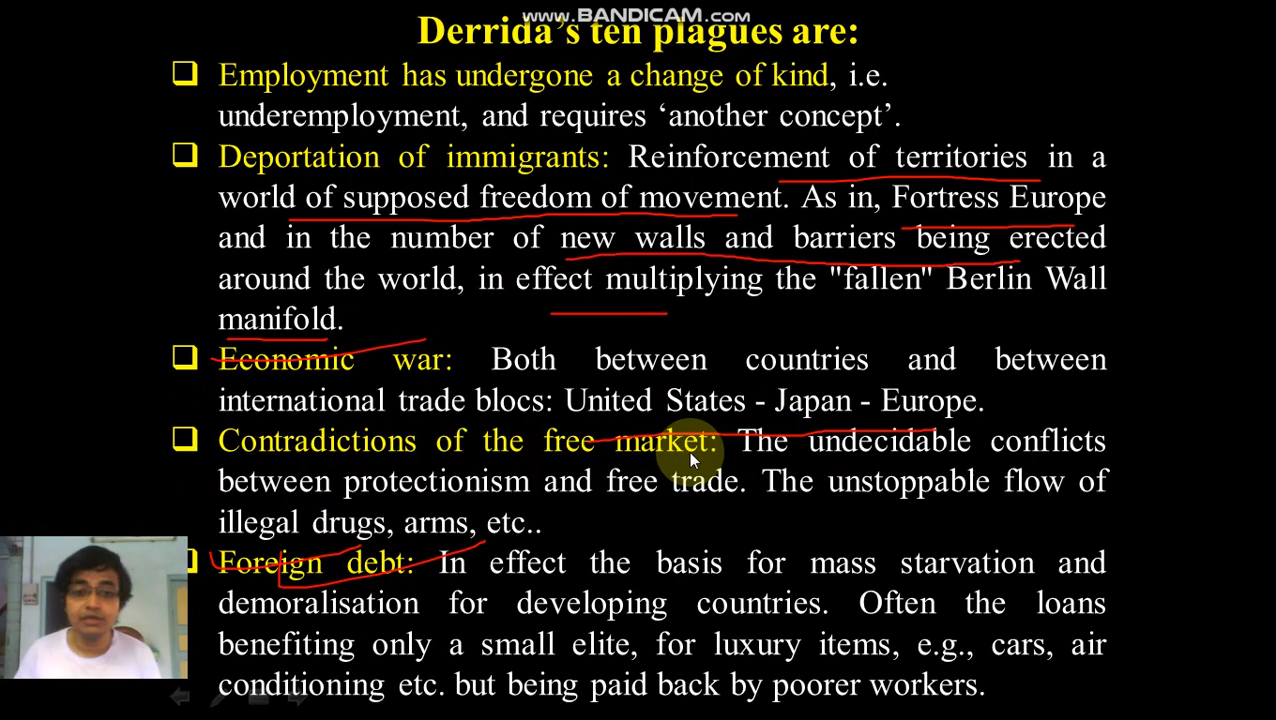 www.BANDICAM.com
Derrida's ten plagues are:
Employment has undergone a change of kind, i.e.
underemployment, and requires 'another concept'.
Deportation of immigrants: Reinforcement of territories in a
world of supposed freedom of movement. As in, Fortress Europe
and in the number of new walls and barriers being erected
around the world, in effect multiplying the "fallen" Berlin Wall
manifold.
Economic war: Both between countries and between
international trade blocs: United States - Japan - Europe.
Contradictions of the free market: The undecidable conflicts
between protectionism and free trade. The unstoppable flow of
illegal drugs, arms, etc..
Foreign debt: In effect the basis for mass starvation and
demoralisation for developing countries. Often the loans
benefiting only a small elite, for luxury items, e.g., cars, air
conditioning etc. but being paid back by poorer workers.